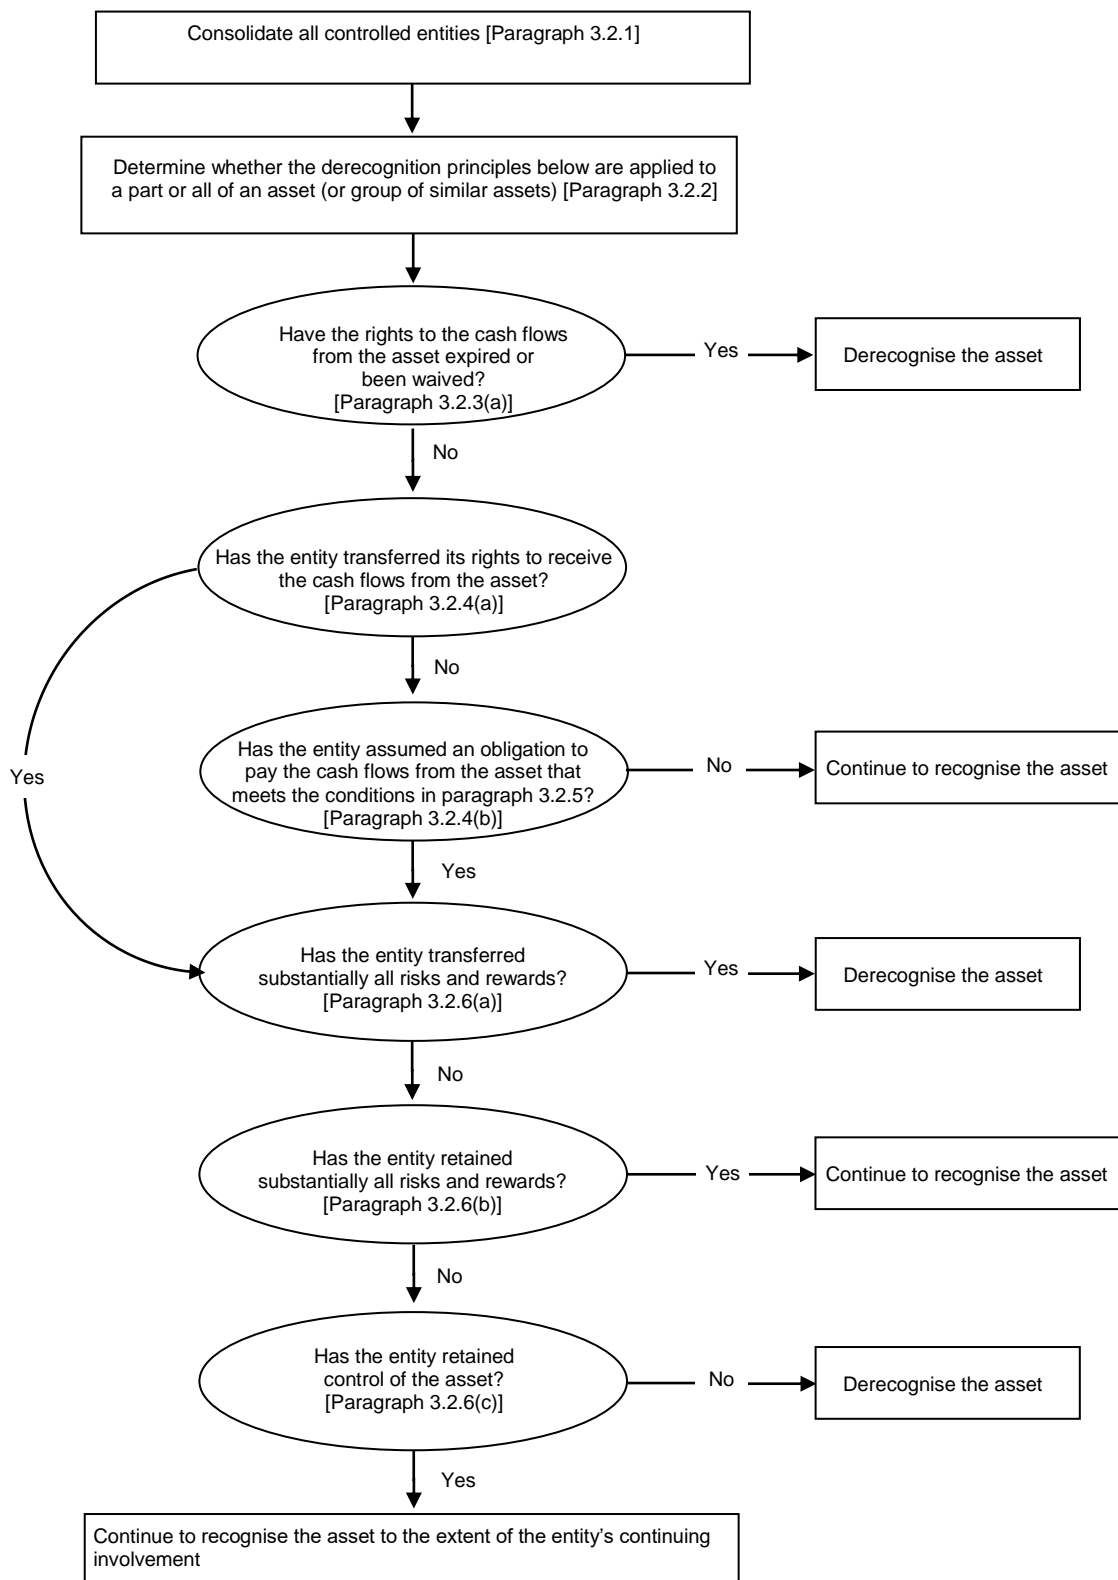 Consolidate all controlled entities [Paragraph 3.2.1]
Determine whether the derecognition principles below are applied to
a part or all of an asset (or group of similar assets) [Paragraph 3.2.2]
Have the rights to the cash flows
from the asset expired or
been waived?
[Paragraph 3.2.3(a)]
Yes
Derecognise the asset
No
Has the entity transferred its rights to receive
the cash flows from the asset?
[Paragraph 3.2.4(a)]
No
Yes
Has the entity assumed an obligation to
pay the cash flows from the asset that
meets the conditions in paragraph 3.2.5?
[Paragraph 3.2.4(b)]
No
Continue to recognise the asset
Yes
Has the entity transferred
substantially all risks and rewards?
[Paragraph 3.2.6(a)]
Yes
Derecognise the asset
No
Has the entity retained
substantially all risks and rewards?
[Paragraph 3.2.6(b)]
Yes
Continue to recognise the asset
No
Has the entity retained
control of the asset?
[Paragraph 3.2.6(c)]
No
Derecognise the asset
Yes
Continue to recognise the asset to the extent of the entity’s continuing
involvement